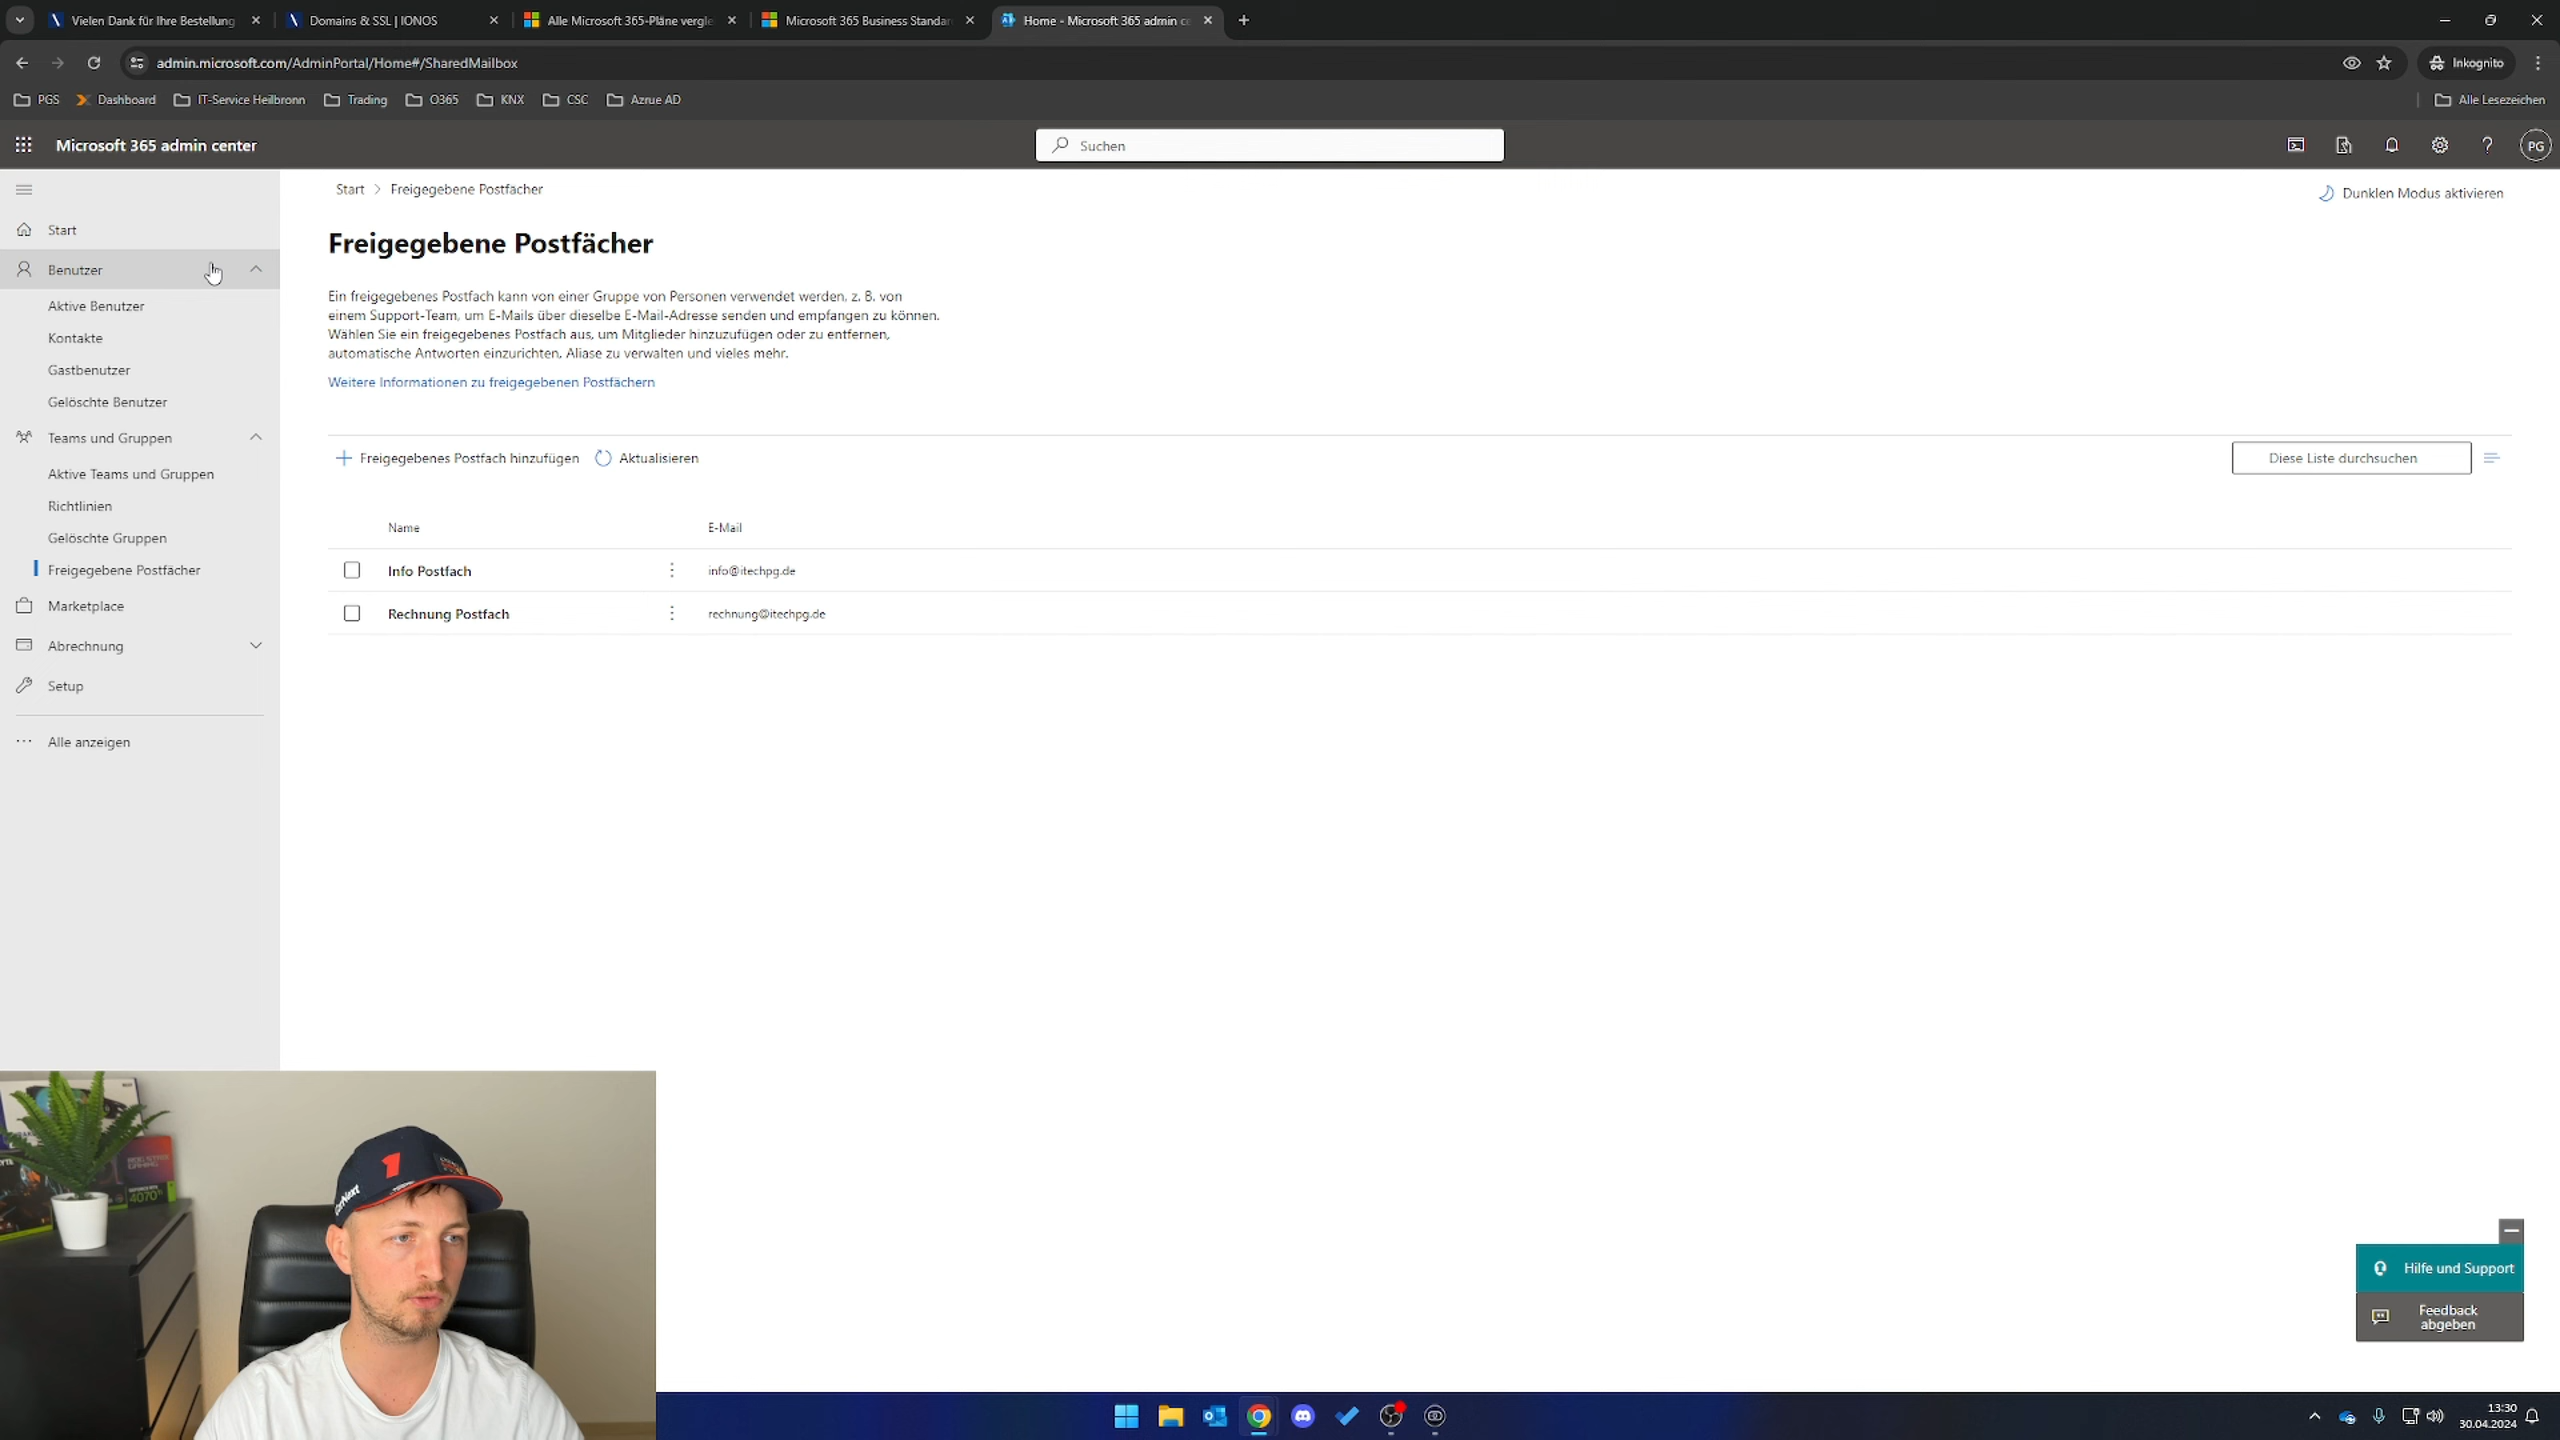 Vielen Dank für Ihre Bestellung
Domains & SSL | IONOS
Alle Microsoft 365-Pläne vergle
Microsoft 365 Business Standar
Home - Microsoft 365 admin ce
admin.microsoft.com/AdminPortal/Home#/SharedMailbox
Inkognito
PGS
Dashboard
IT-Service Heilbronn
Trading
O365
KNX
CSC
Azrue AD
Alle Lesezeichen
Microsoft 365 admin center
Suchen
PG
Start > Freigegebene Postfächer
Dunklen Modus aktivieren
Start
Benutzer
Aktive Benutzer
Kontakte
Gastbenutzer
Gelöschte Benutzer
Teams und Gruppen
Aktive Teams und Gruppen
Richtlinien
Gelöschte Gruppen
Freigegebene Postfächer
Marketplace
Abrechnung
Setup
Alle anzeigen
Freigegebene Postfächer
Ein freigegebenes Postfach kann von einer Gruppe von Personen verwendet werden, z. B. von
einem Support-Team, um E-Mails über dieselbe E-Mail-Adresse senden und empfangen zu können.
Wählen Sie ein freigegebenes Postfach aus, um Mitglieder hinzuzufügen oder zu entfernen,
automatische Antworten einzurichten, Aliase zu verwalten und vieles mehr.
Weitere Informationen zu freigegebenen Postfächern
Freigegebenes Postfach hinzufügen
Aktualisieren
Diese Liste durchsuchen
Name E-Mail
Info Postfach info@itechpg.de
Rechnung Postfach rechnung@itechpg.de
1
CarNext
4070 Ti
Hilfe und Support
Feedback
abgeben
13:30
30.04.2024